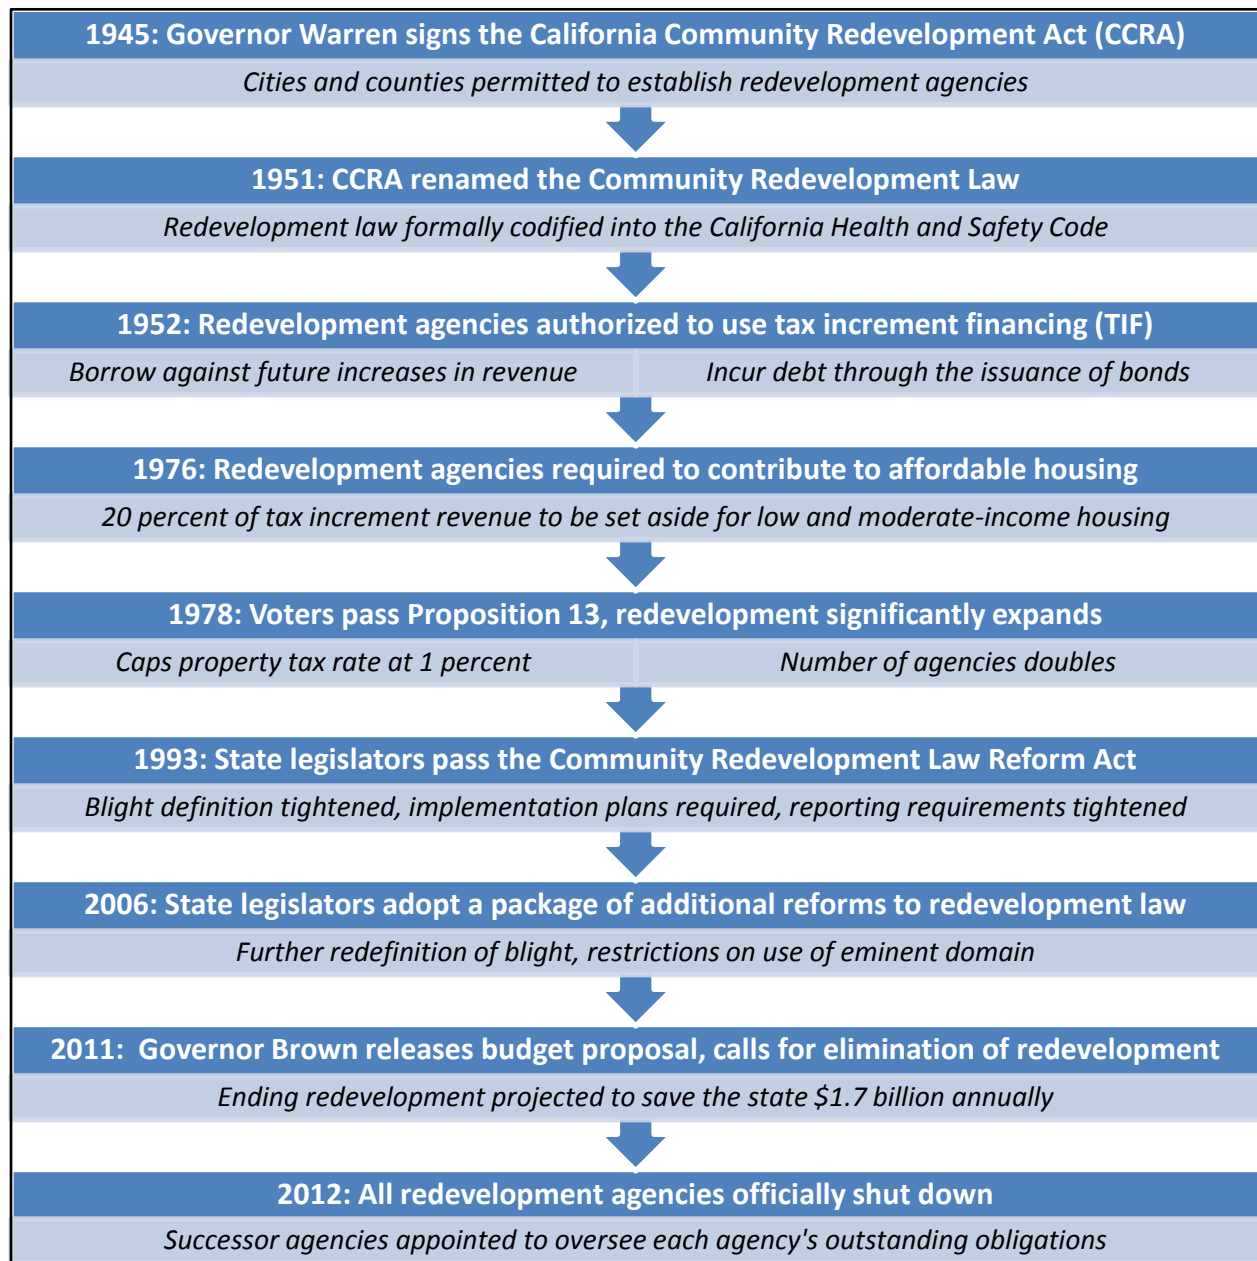 1945: Governor Warren signs the California Community Redevelopment Act (CCRA)
Cities and counties permitted to establish redevelopment agencies
1951: CCRA renamed the Community Redevelopment Law
Redevelopment law formally codified into the California Health and Safety Code
1952: Redevelopment agencies authorized to use tax increment financing (TIF)
Borrow against future increases in revenue
Incur debt through the issuance of bonds
1976: Redevelopment agencies required to contribute to affordable housing
20 percent of tax increment revenue to be set aside for low and moderate-income housing
1978: Voters pass Proposition 13, redevelopment significantly expands
Caps property tax rate at 1 percent
Number of agencies doubles
1993: State legislators pass the Community Redevelopment Law Reform Act
Blight definition tightened, implementation plans required, reporting requirements tightened
2006: State legislators adopt a package of additional reforms to redevelopment law
Further redefinition of blight, restrictions on use of eminent domain
2011:  Governor Brown releases budget proposal, calls for elimination of redevelopment
Ending redevelopment projected to save the state $1.7 billion annually
2012: All redevelopment agencies officially shut down
Successor agencies appointed to oversee each agency's outstanding obligations